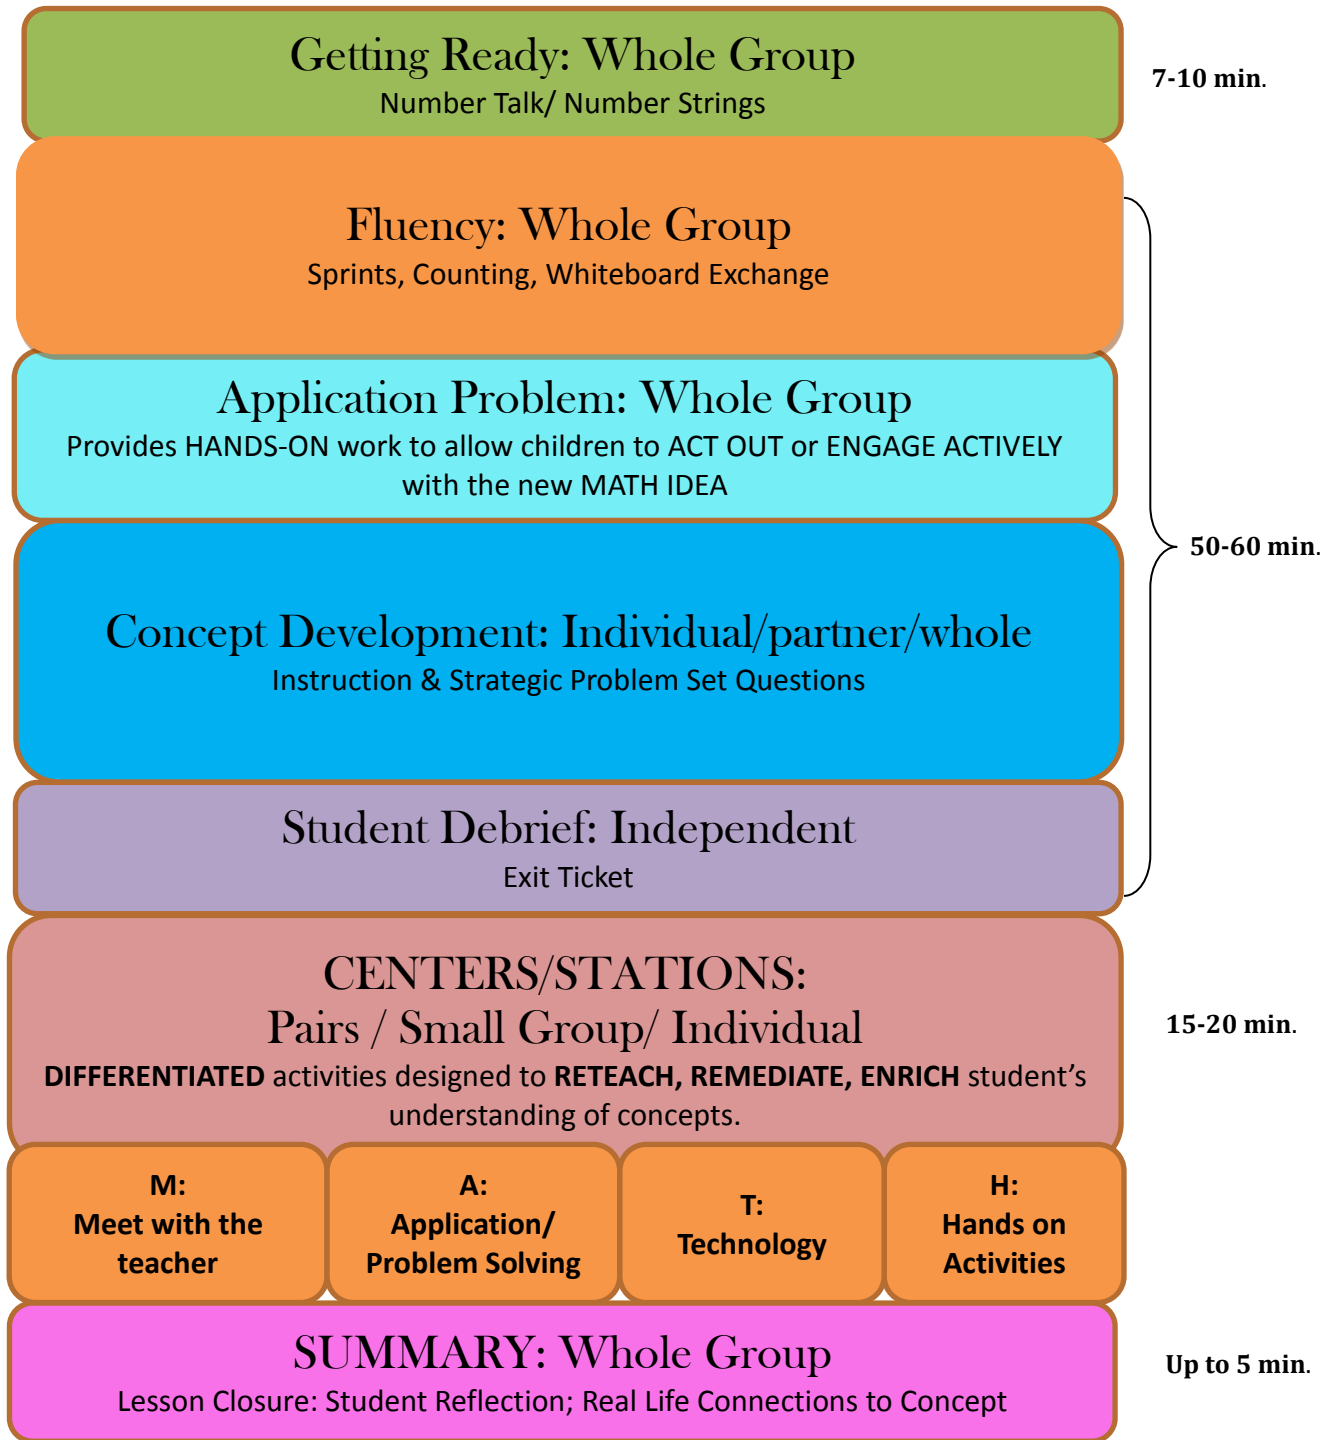 Getting Ready: Whole Group
Number Talk/ Number Strings
7-10 min.
Fluency: Whole Group
Sprints, Counting, Whiteboard Exchange
Application Problem: Whole Group
Provides HANDS-ON work to allow children to ACT OUT or ENGAGE ACTIVELY
with the new MATH IDEA
50-60 min.
Concept Development: Individual/partner/whole
Instruction & Strategic Problem Set Questions
Student Debrief: Independent
Exit Ticket
CENTERS/STATIONS:
Pairs / Small Group/ Individual
15-20 min.
DIFFERENTIATED activities designed to RETEACH, REMEDIATE, ENRICH student’s
understanding of concepts.
M:
Meet with the
teacher
A:
Application/
Problem Solving
T:
Technology
H:
Hands on
Activities
SUMMARY: Whole Group
Lesson Closure: Student Reflection; Real Life Connections to Concept
Up to 5 min.